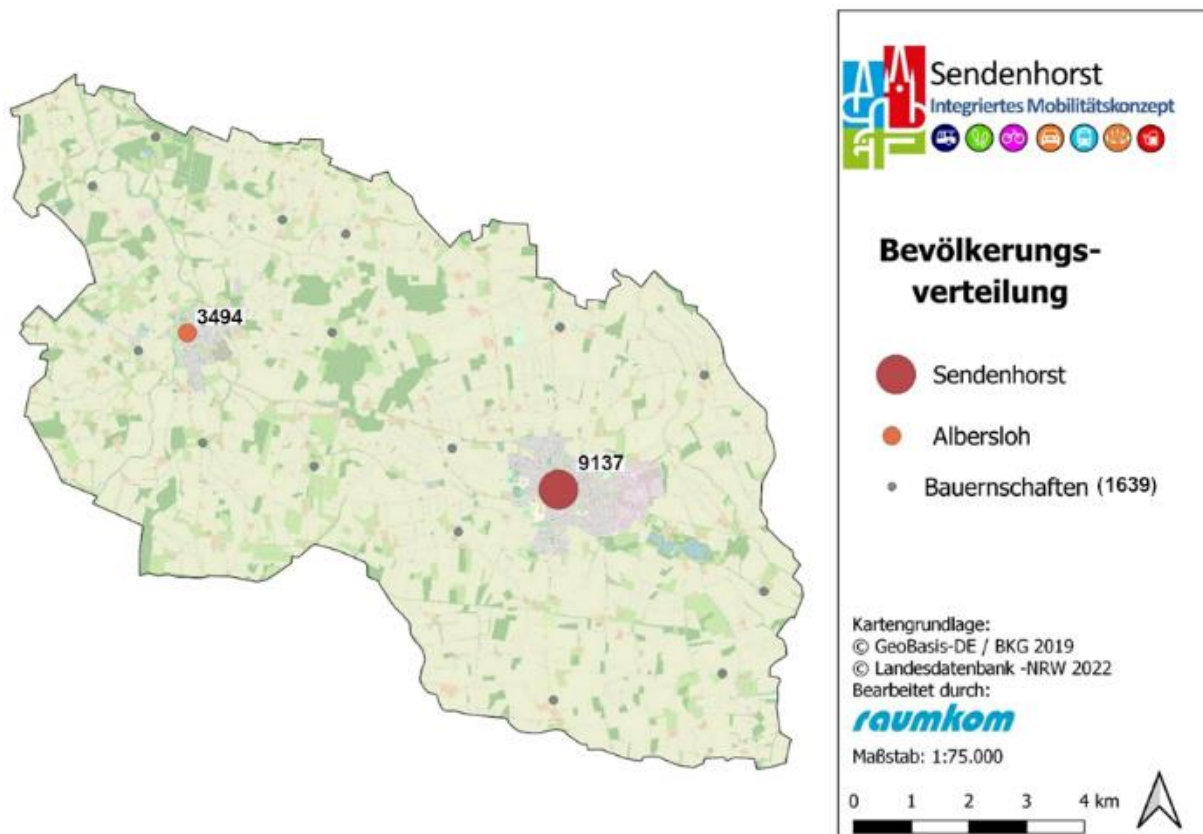 3494
9137
Sendenhorst
Integriertes Mobilitätskonzept
Bevölkerungs-
verteilung
Sendenhorst
Albersloh
Bauernschaften (1639)
Kartengrundlage:
© GeoBasis-DE / BKG 2019
© Landesdatenbank -NRW 2022
Bearbeitet durch:
raumkom
Maßstab: 1:75.000
0 1 2 3 4 km